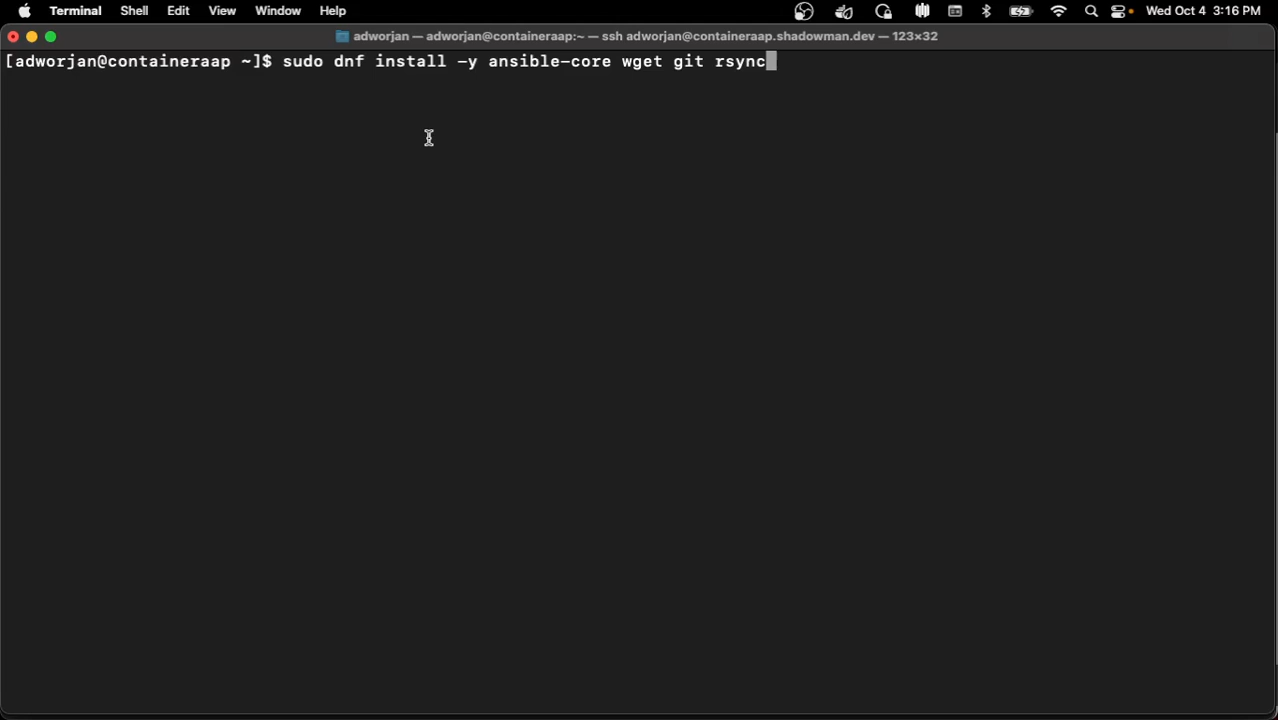 Terminal Shell Edit View Window Help Wed Oct 4 3:16 PM
adworjan — adworjan@containeraap:~ — ssh adworjan@containeraap.shadowman.dev — 123×32
[adworjan@containeraap ~]$ sudo dnf install -y ansible-core wget git rsync